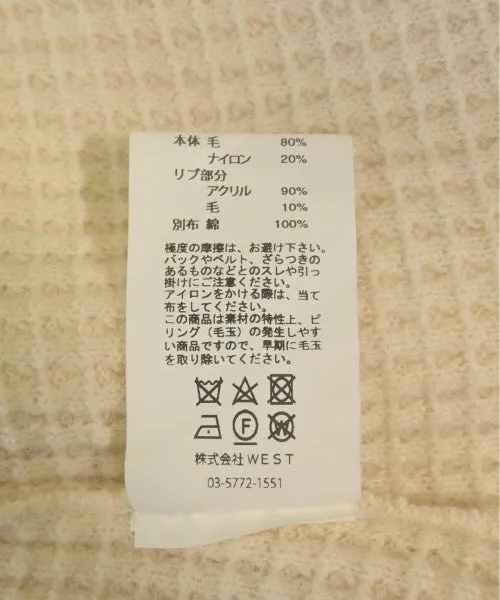 本体 毛 80%
ナイロン 20%
リブ部分
アクリル 90%
毛 10%
別布 綿 100%
極度の摩擦は、お避け下さい。
バックやベルト、ざらつきの
あるものなどとのスレや引っ
掛けにご注意ください。
アイロンをかける際は、当て
布をしてください。
この商品は素材の特性上、ピ
リング（毛玉）の発生しやす
い商品ですので、早期に毛玉
を取り除いてください。
F W
株式会社WEST
03-5772-1551